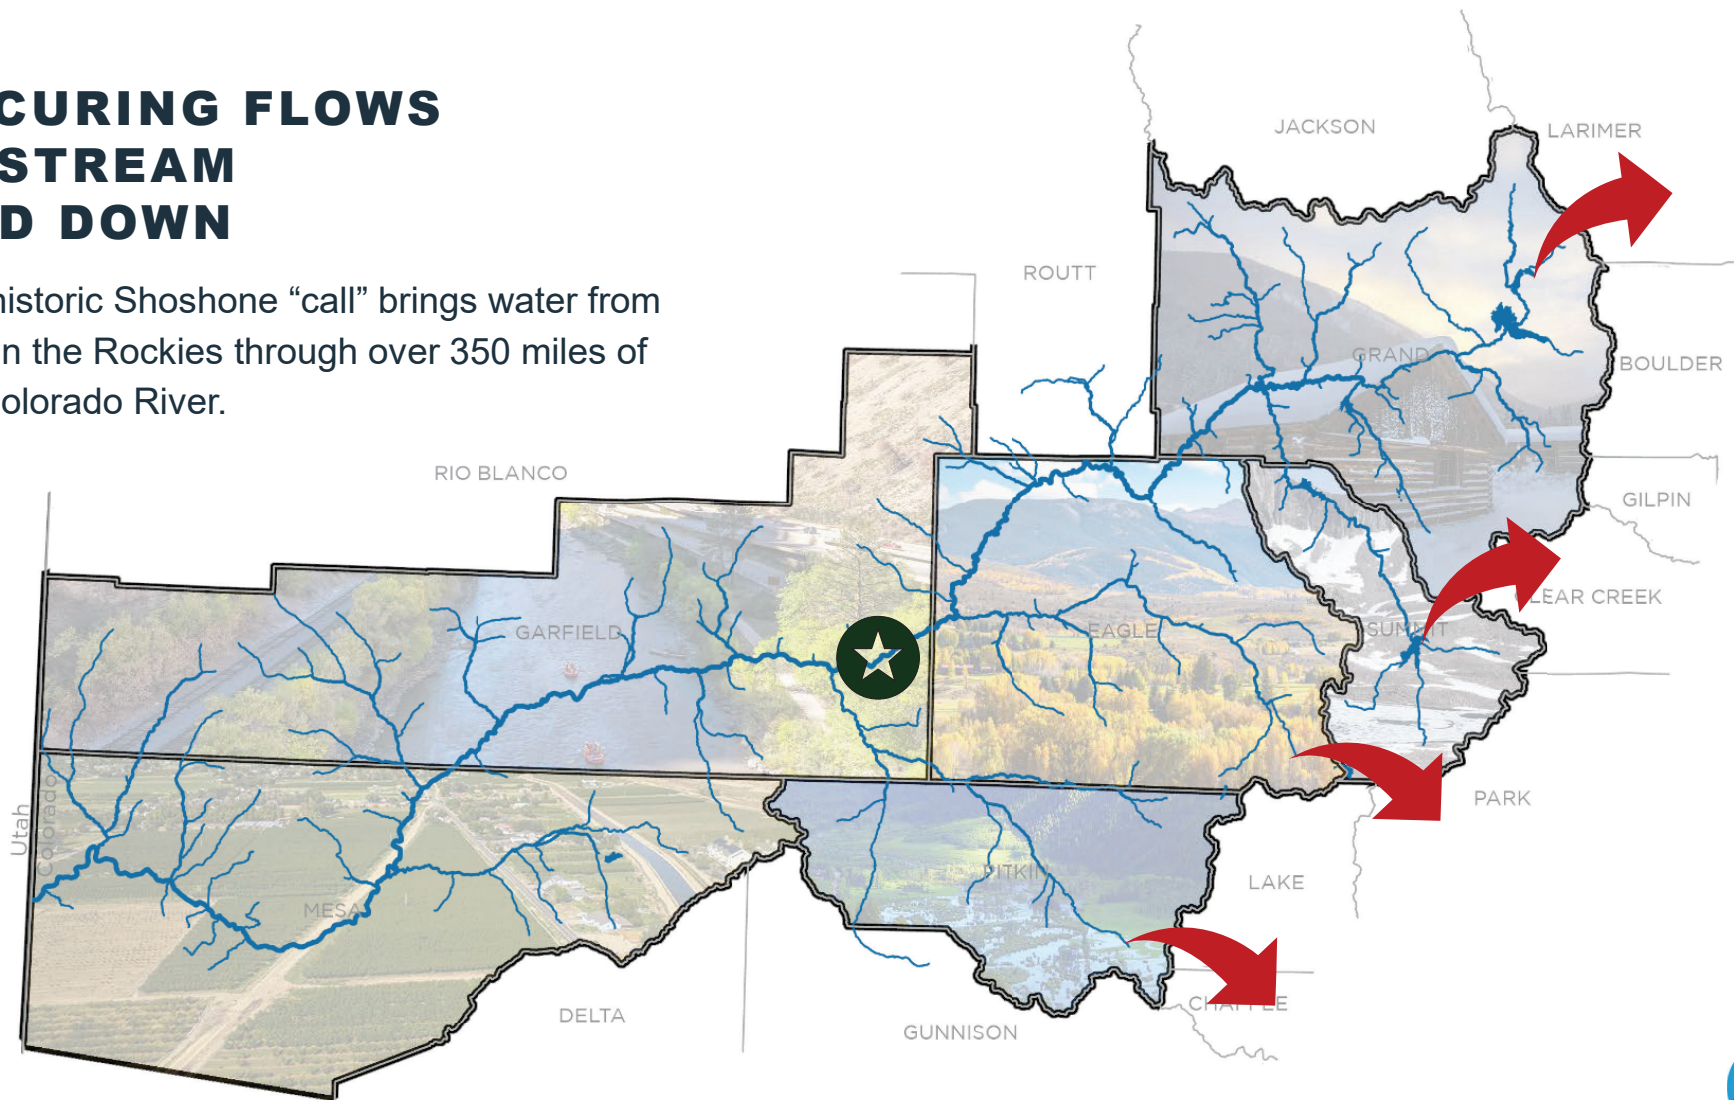 CURING FLOWS
STREAM
D DOWN
historic Shoshone “call” brings water from
n the Rockies through over 350 miles of
olorado River.
JACKSON
LARIMER
ROUTT
GRAND
BOULDER
RIO BLANCO
GILPIN
CLEAR CREEK
GARFIELD
EAGLE
SUMMIT
Utah
Colorado
PARK
PITKIN
LAKE
MESA
CHAFFEE
DELTA
GUNNISON